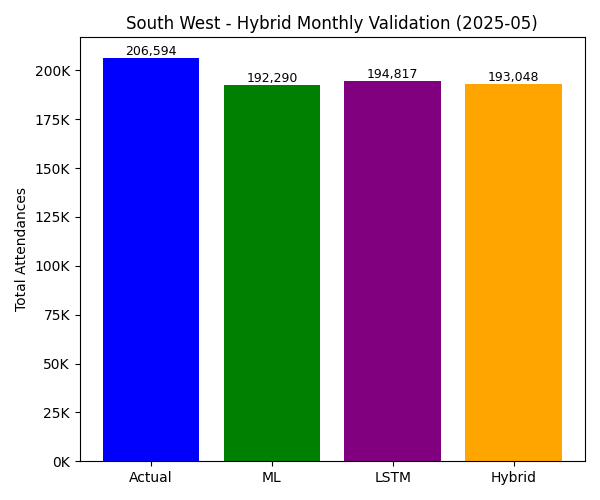 South West - Hybrid Monthly Validation (2025-05)
206,594
192,290
194,817
193,048
Total Attendances
200K
175K
150K
125K
100K
75K
50K
25K
0K
Actual
ML
LSTM
Hybrid